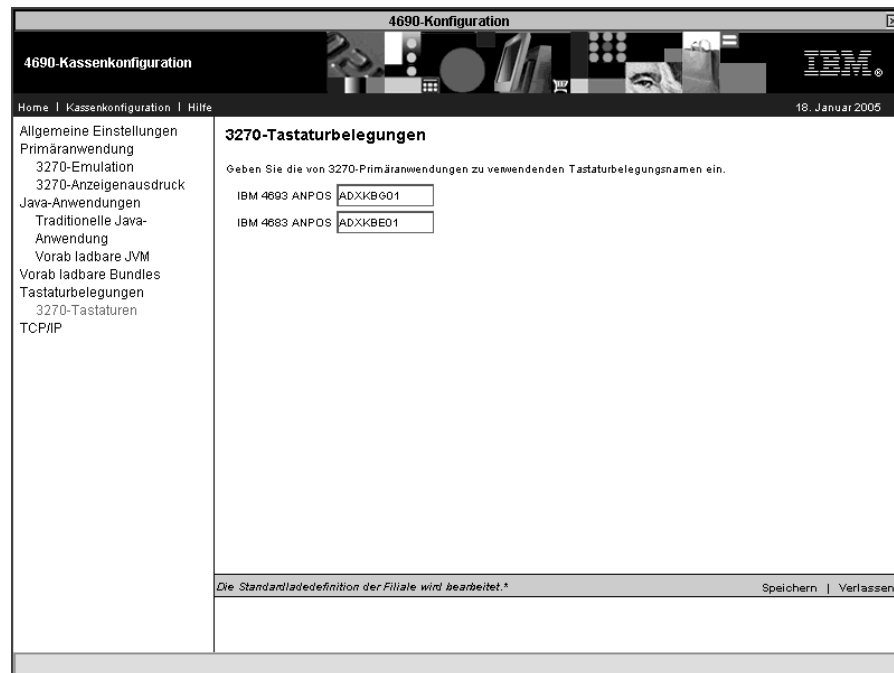 4690-Konfiguration
4690-Kassenkonfiguration
IBM®
Home | Kassenkonfiguration | Hilfe
18. Januar 2005
Allgemeine Einstellungen
Primäranwendung
3270-Emulation
3270-Anzeigenausdruck
Java-Anwendungen
Traditionelle Java-
Anwendung
Vorab ladbare JVM
Vorab ladbare Bundles
Tastaturbelegungen
3270-Tastaturen
TCP/IP
3270-Tastaturbelegungen
Geben Sie die von 3270-Primäranwendungen zu verwendenden Tastaturbelegungsnamen ein.
IBM 4693 ANPOS ADXKBG01
IBM 4683 ANPOS ADXKBE01
Die Standardladedefinition der Filiale wird bearbeitet.*
Speichern | Verlassen